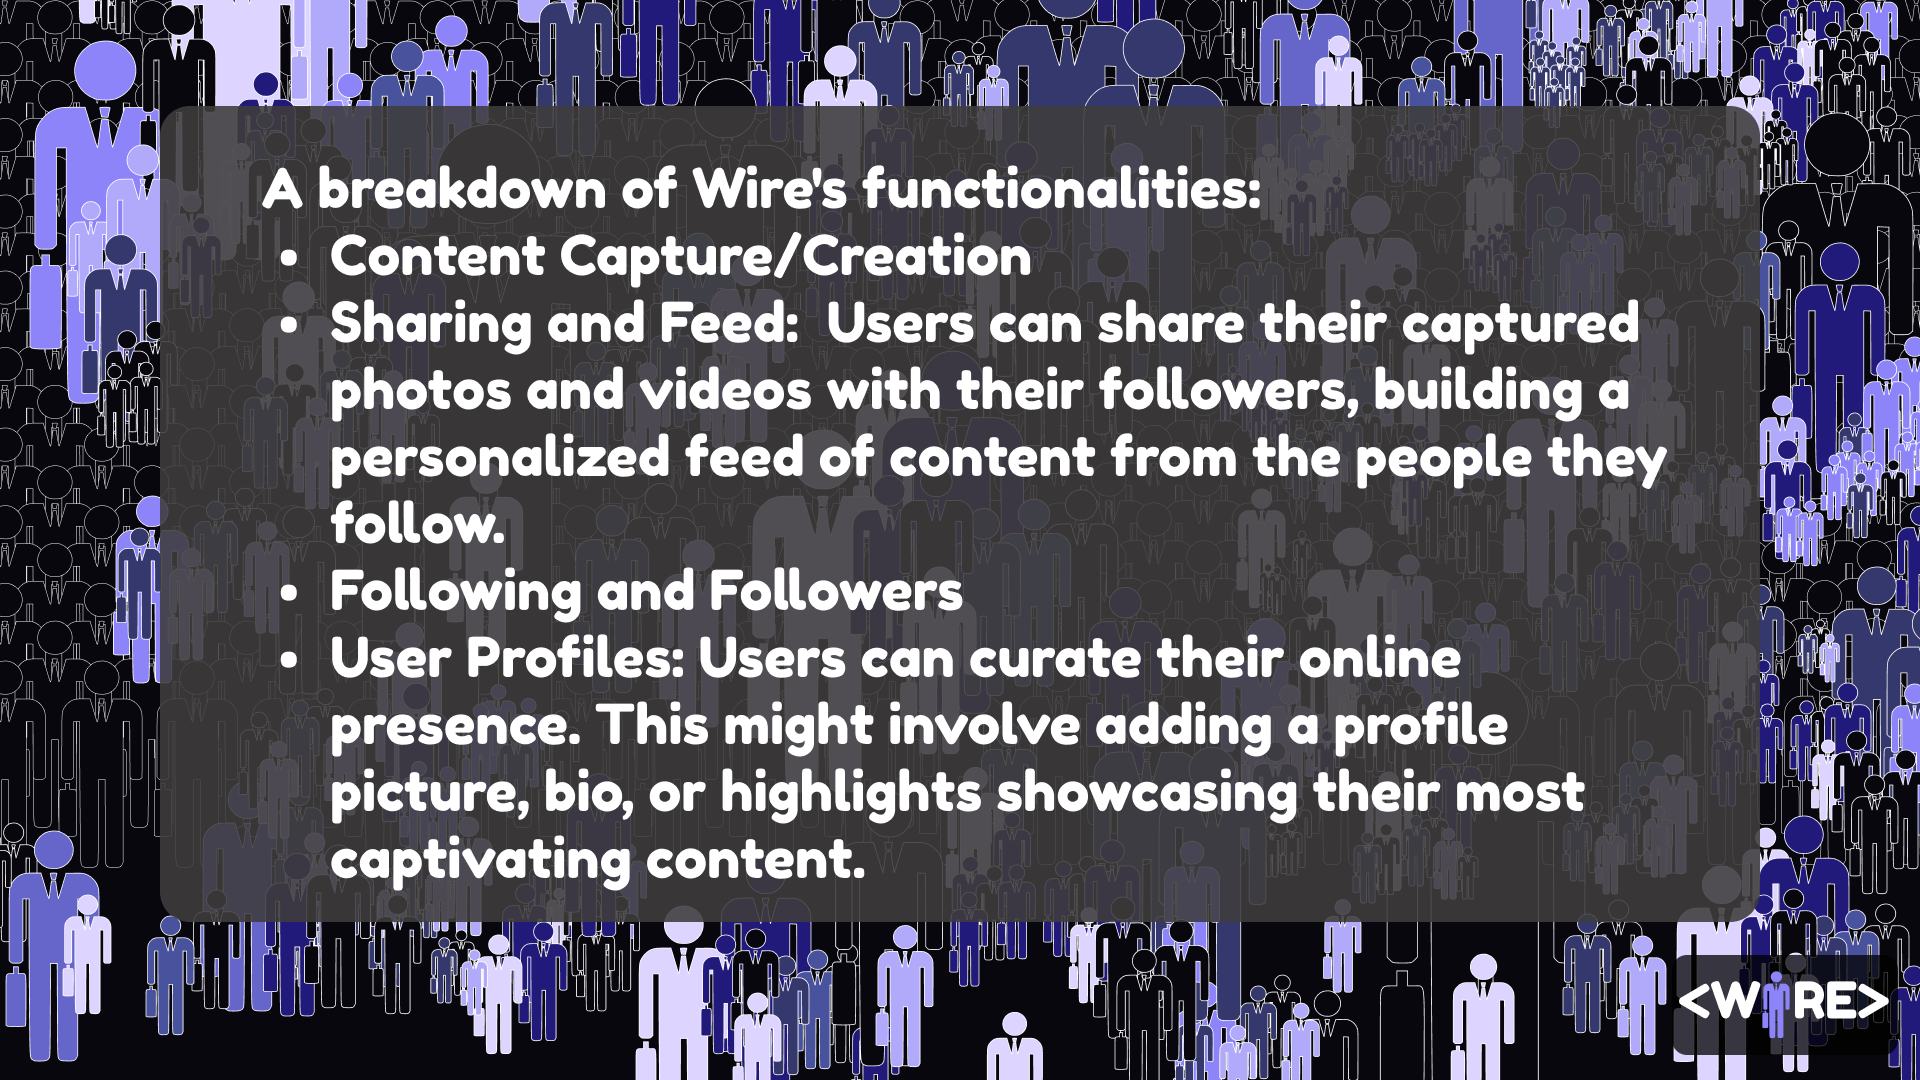 A breakdown of Wire's functionalities:
• Content Capture/Creation
• Sharing and Feed:  Users can share their captured
photos and videos with their followers, building a
personalized feed of content from the people they
follow.
• Following and Followers
• User Profiles: Users can curate their online
presence. This might involve adding a profile
picture, bio, or highlights showcasing their most
captivating content.
<WIRE>